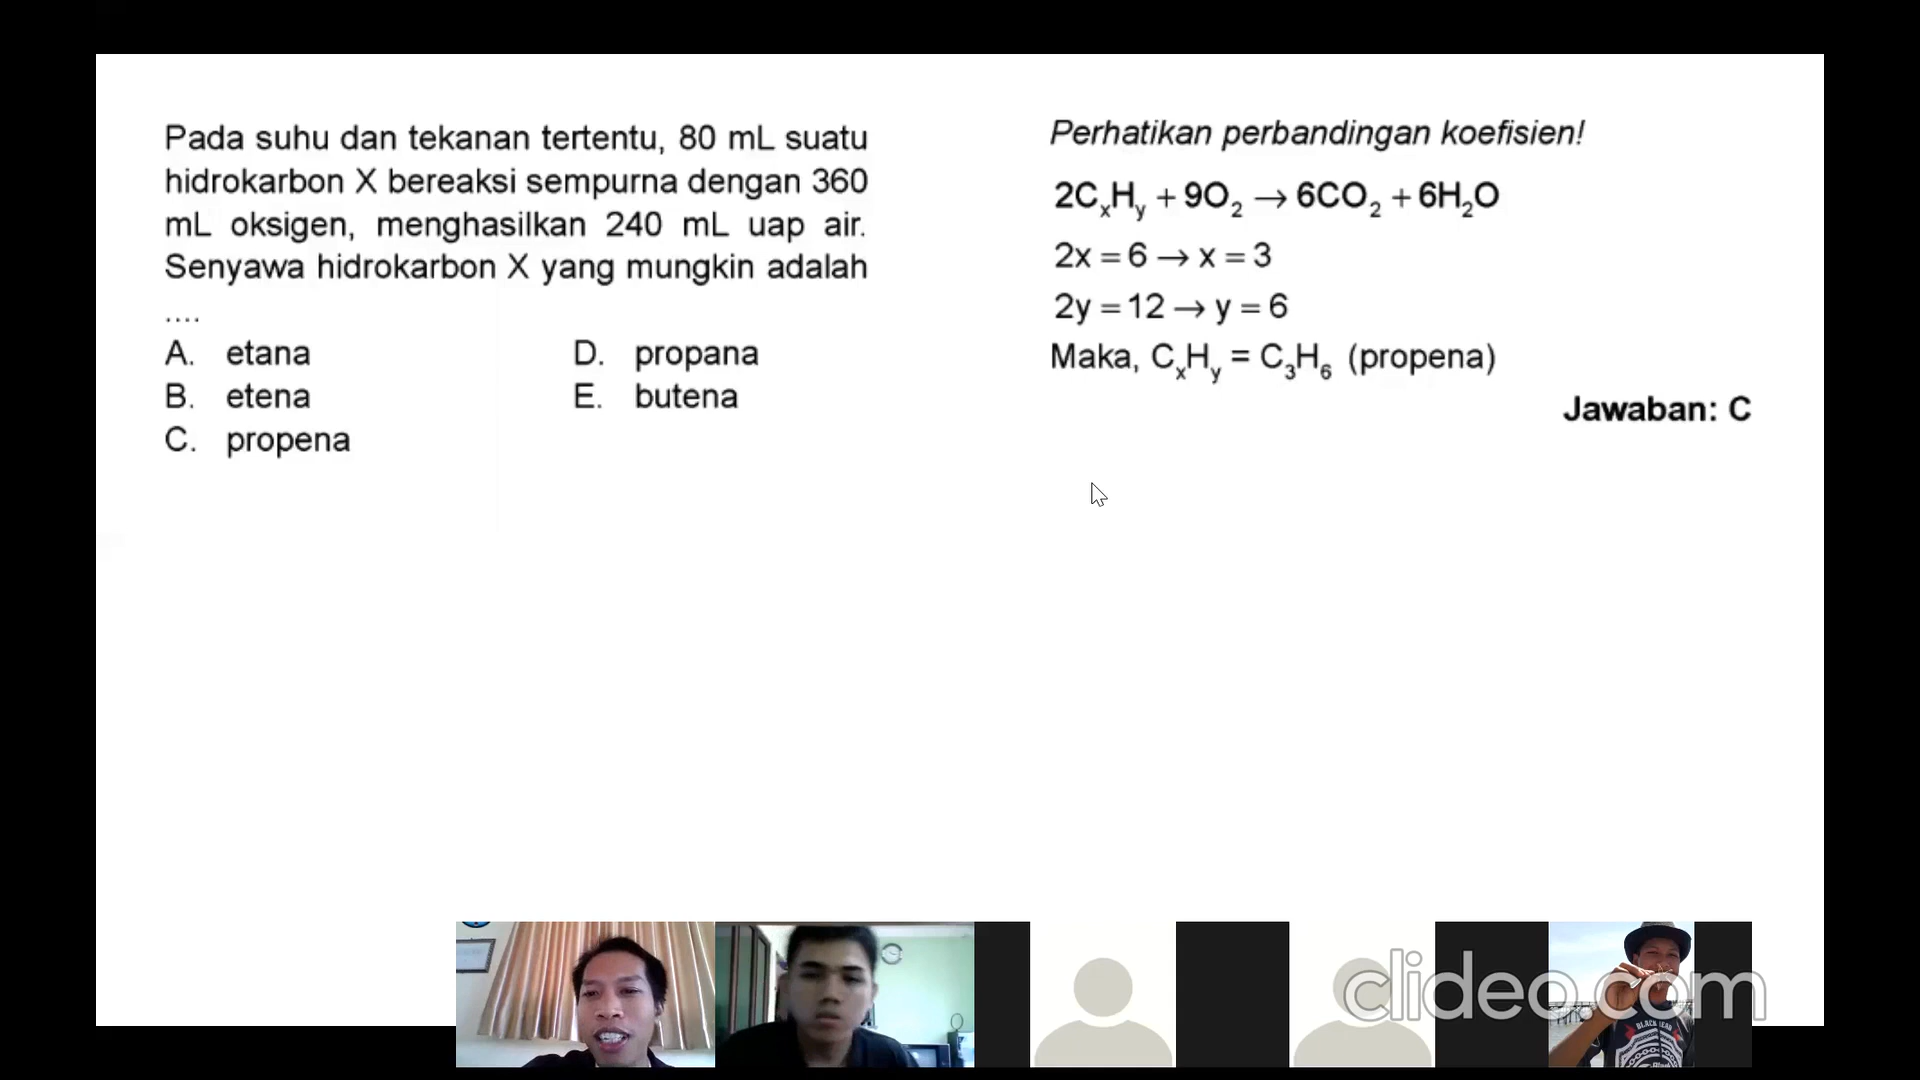 Pada suhu dan tekanan tertentu, 80 mL suatu
hidrokarbon X bereaksi sempurna dengan 360
mL oksigen, menghasilkan 240 mL uap air.
Senyawa hidrokarbon X yang mungkin adalah
....
A. etana
B. etena
C. propena
D. propana
E. butena
Perhatikan perbandingan koefisien!
2CxHy + 9O2 → 6CO2 + 6H2O
2x = 6 → x = 3
2y = 12 → y = 6
Maka, CxHy = C3H6 (propena)
Jawaban: C
clideo.com